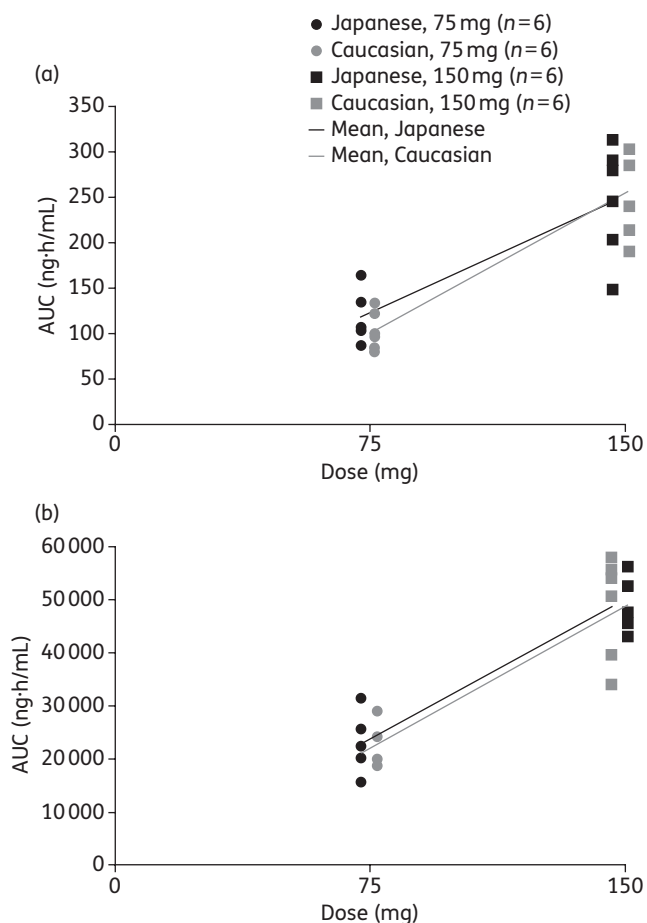 Japanese, 75 mg (n=6)
Caucasian, 75 mg (n=6)
Japanese, 150 mg (n=6)
Caucasian, 150 mg (n=6)
Mean, Japanese
Mean, Caucasian
(a)
350
300
250
200
150
100
50
0
AUC (ng·h/mL)
0 75 150
Dose (mg)
(b)
60 000
50 000
40 000
30 000
20 000
10 000
0
AUC (ng·h/mL)
0 75 150
Dose (mg)